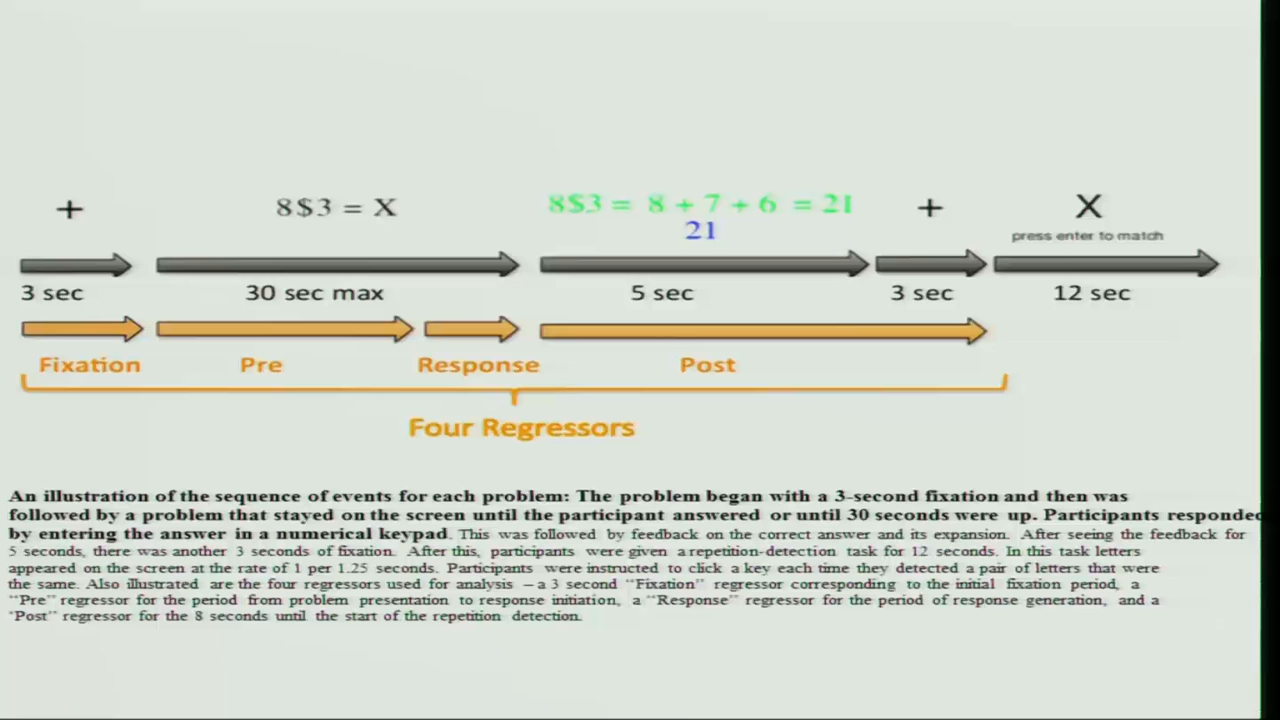 +
8$3 = X
8$3 = 8 + 7 + 6 = 21
21
+
X
press enter to match
3 sec
30 sec max
5 sec
3 sec
12 sec
Fixation
Pre
Response
Post
Four Regressors
An illustration of the sequence of events for each problem: The problem began with a 3-second fixation and then was
followed by a problem that stayed on the screen until the participant answered or until 30 seconds were up. Participants responded
by entering the answer in a numerical keypad. This was followed by feedback on the correct answer and its expansion. After seeing the feedback for
5 seconds, there was another 3 seconds of fixation. After this, participants were given a repetition-detection task for 12 seconds. In this task letters
appeared on the screen at the rate of 1 per 1.25 seconds. Participants were instructed to click a key each time they detected a pair of letters that were
the same. Also illustrated are the four regressors used for analysis – a 3 second “Fixation” regressor corresponding to the initial fixation period, a
“Pre” regressor for the period from problem presentation to response initiation, a “Response” regressor for the period of response generation, and a
“Post” regressor for the 8 seconds until the start of the repetition detection.